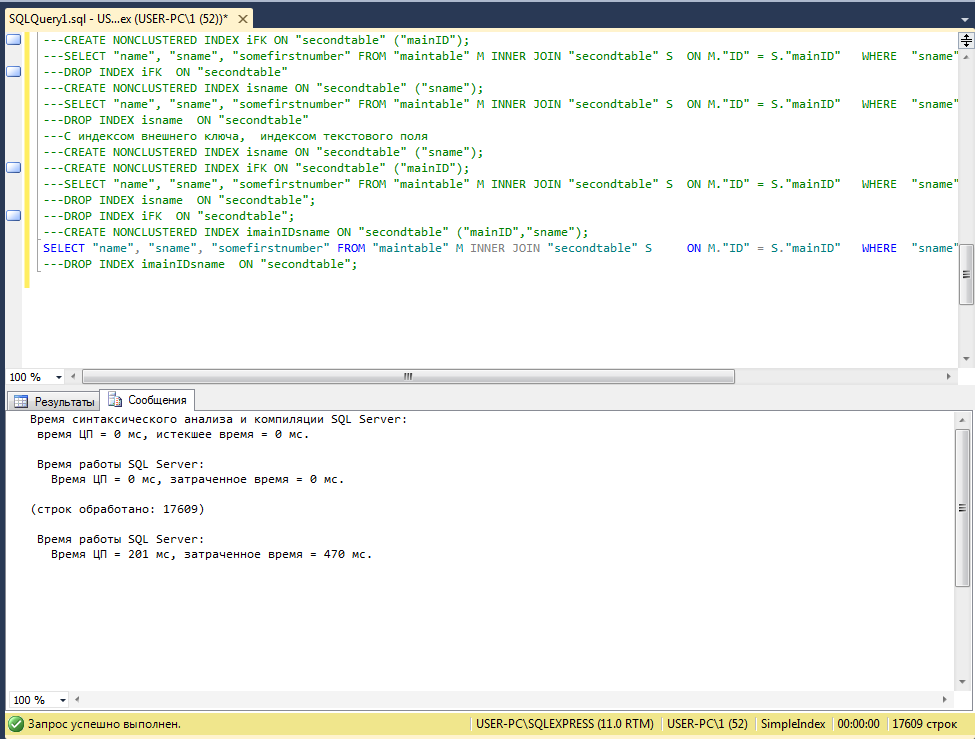 SQLQuery1.sql - US...ex (USER-PC\1 (52))*
---CREATE NONCLUSTERED INDEX iFK ON "secondtable" ("mainID");
---SELECT "name", "sname", "somefirstnumber" FROM "maintable" M INNER JOIN "secondtable" S ON M."ID" = S."mainID" WHERE "sname"
---DROP INDEX iFK ON "secondtable"
---CREATE NONCLUSTERED INDEX isname ON "secondtable" ("sname");
---SELECT "name", "sname", "somefirstnumber" FROM "maintable" M INNER JOIN "secondtable" S ON M."ID" = S."mainID" WHERE "sname"
---DROP INDEX isname ON "secondtable"
---С индексом внешнего ключа, индексом текстового поля
---CREATE NONCLUSTERED INDEX isname ON "secondtable" ("sname");
---CREATE NONCLUSTERED INDEX iFK ON "secondtable" ("mainID");
---SELECT "name", "sname", "somefirstnumber" FROM "maintable" M INNER JOIN "secondtable" S ON M."ID" = S."mainID" WHERE "sname"
---DROP INDEX isname ON "secondtable";
---DROP INDEX iFK ON "secondtable";
---CREATE NONCLUSTERED INDEX imainIDsname ON "secondtable" ("mainID","sname");
SELECT "name", "sname", "somefirstnumber" FROM "maintable" M INNER JOIN "secondtable" S ON M."ID" = S."mainID" WHERE "sname"
---DROP INDEX imainIDsname ON "secondtable";
100 %
Результаты Сообщения
Время синтаксического анализа и компиляции SQL Server:
время ЦП = 0 мс, истекшее время = 0 мс.
Время работы SQL Server:
Время ЦП = 0 мс, затраченное время = 0 мс.
(строк обработано: 17609)
Время работы SQL Server:
Время ЦП = 201 мс, затраченное время = 470 мс.
100 %
Запрос успешно выполнен. USER-PC\SQLEXPRESS (11.0 RTM) USER-PC\1 (52) SimpleIndex 00:00:00 17609 строк